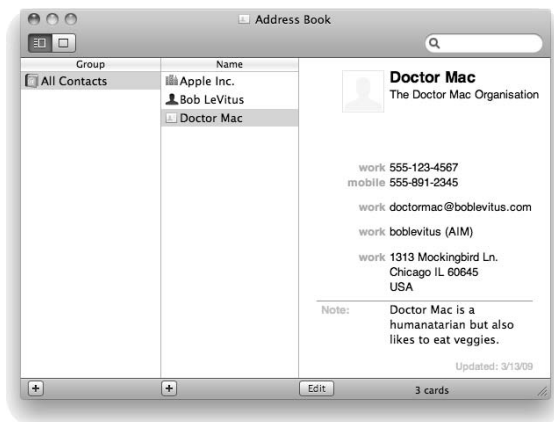 Address Book
Group
Name
All Contacts
Apple Inc.
Bob LeVitus
Doctor Mac
Doctor Mac
The Doctor Mac Organisation
work 555-123-4567
mobile 555-891-2345
work doctormac@boblevitus.com
work boblevitus (AIM)
work 1313 Mockingbird Ln.
Chicago IL 60645
USA
Note: Doctor Mac is a
humanatarian but also
likes to eat veggies.
Updated: 3/13/09
+
+
Edit
3 cards